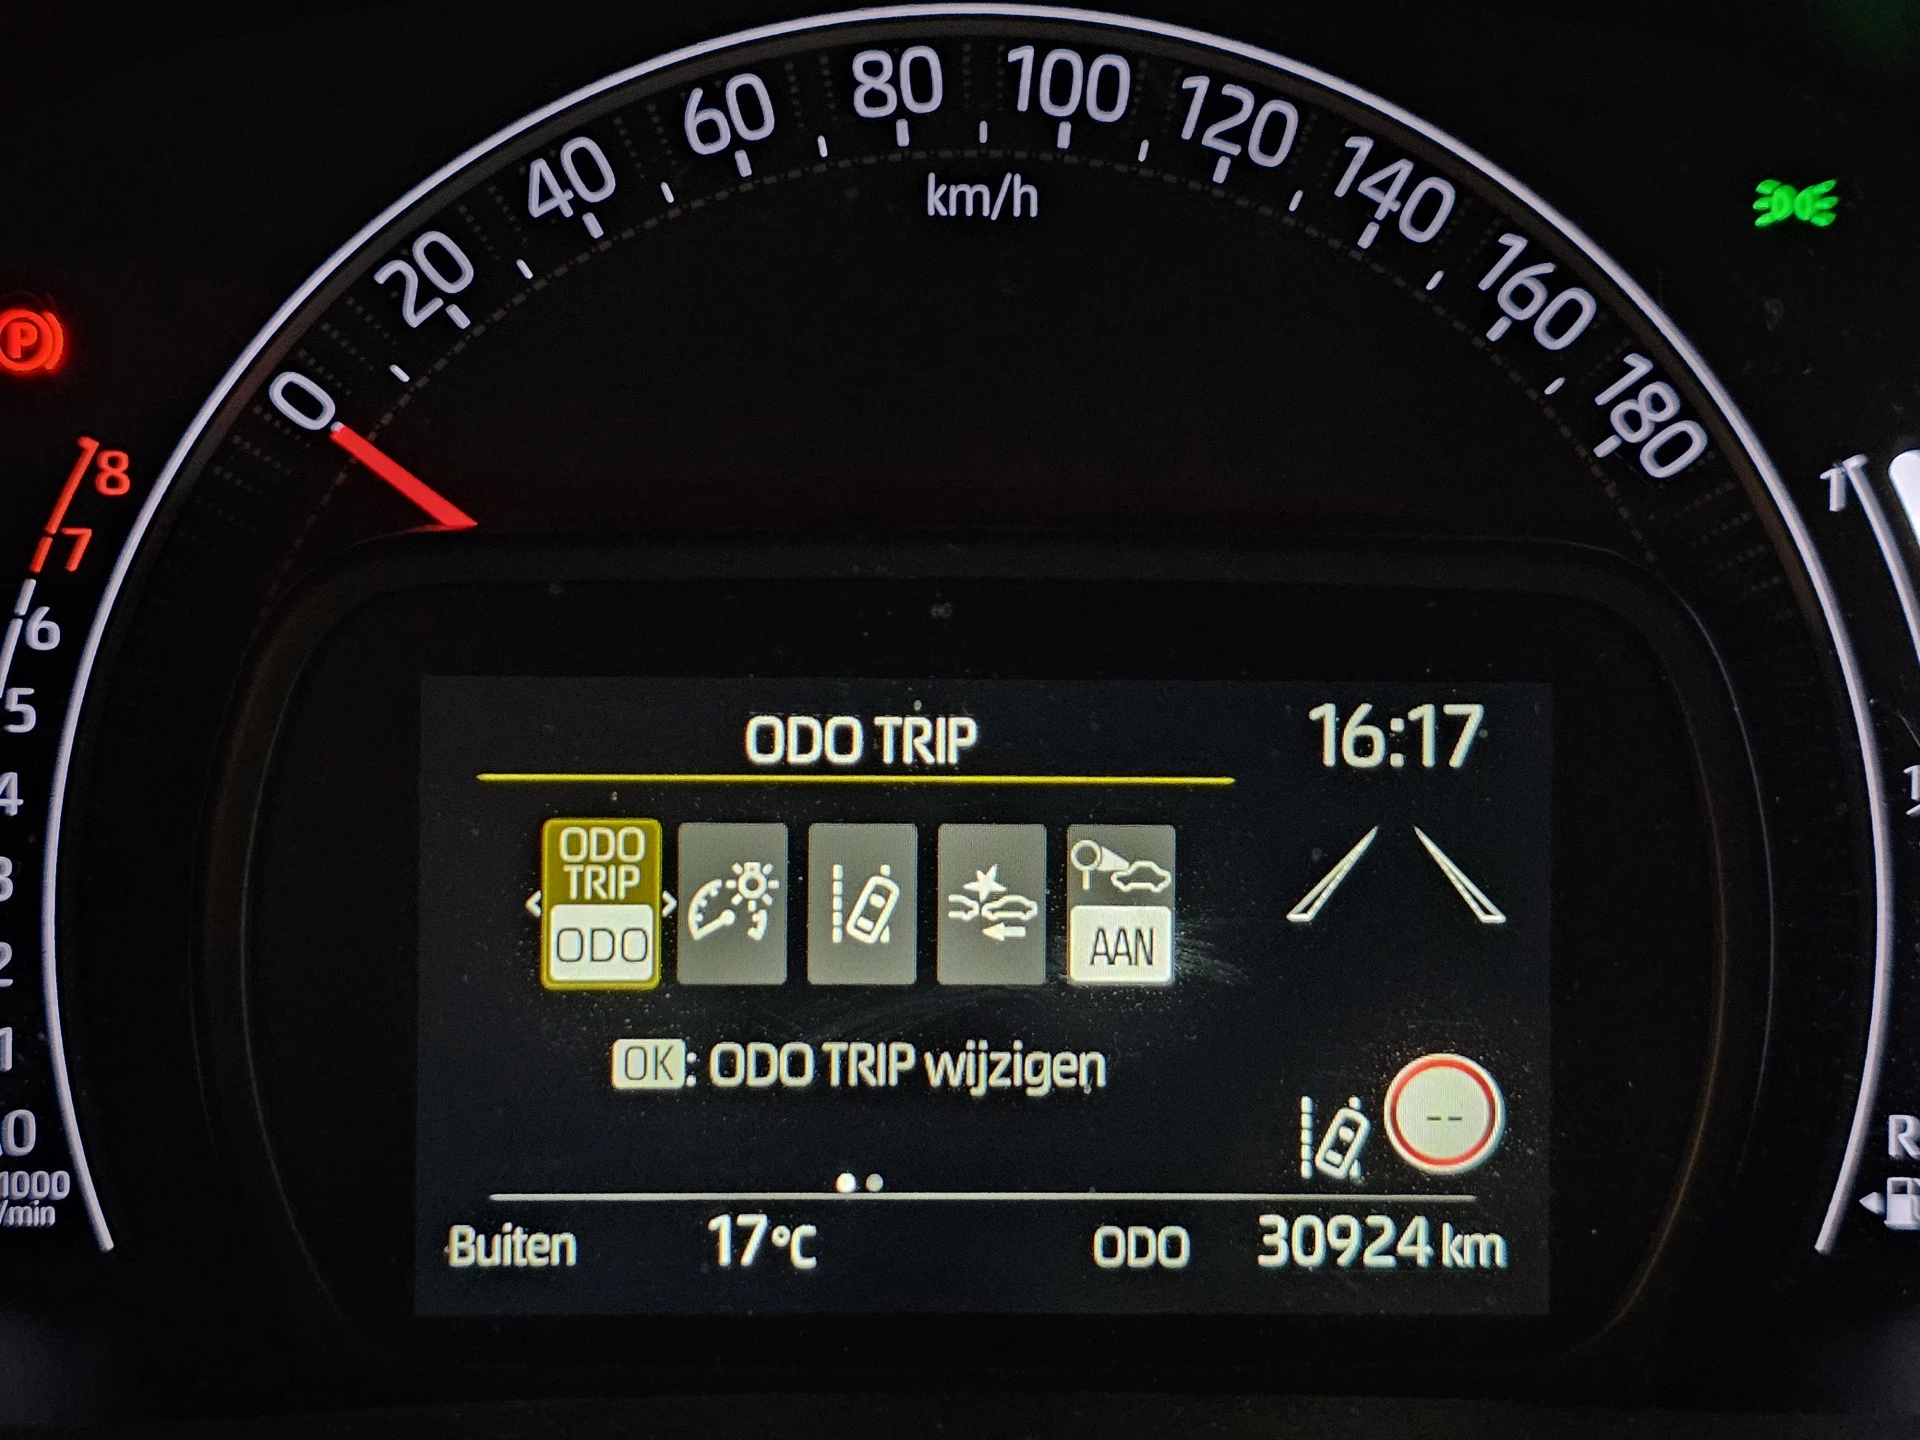 0
20
40
60
80
100
120
140
160
180
km/h
P
8
7
6
5
4
3
2
1
0
1000
/min
1
R
ODO TRIP
16:17
ODO
TRIP
ODO
AAN
OK: ODO TRIP wijzigen
--
Buiten 17°C ODO 30924 km